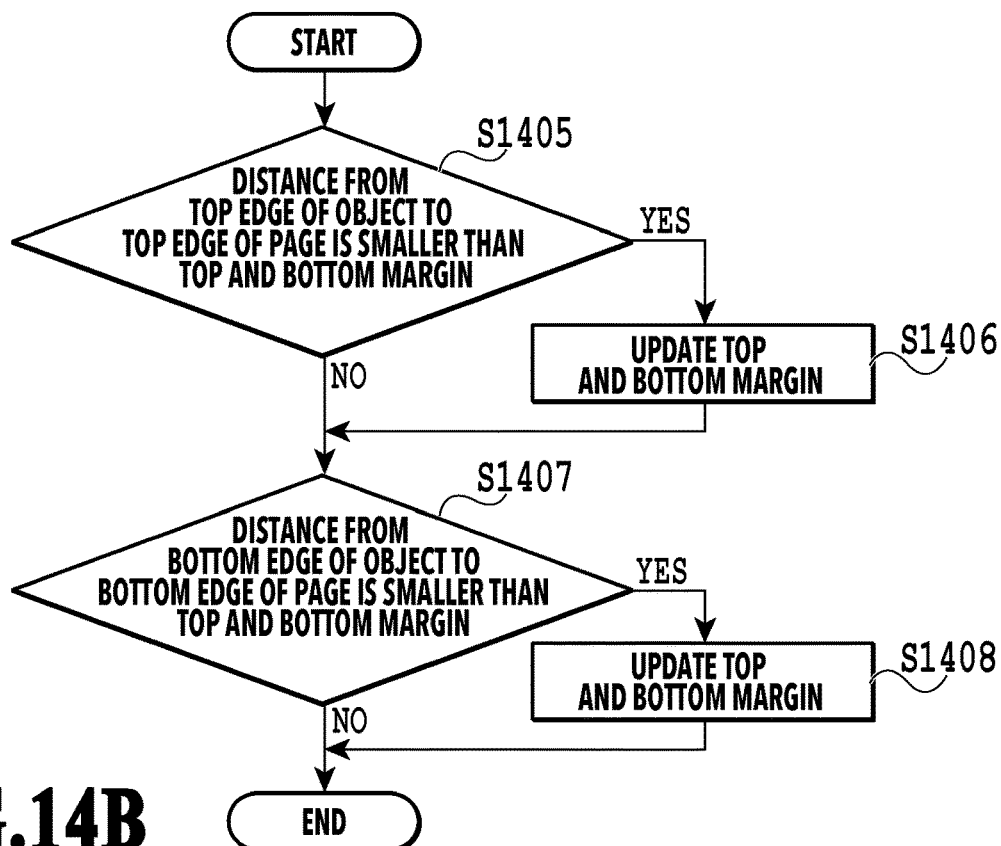 START
S1405
DISTANCE FROM
TOP EDGE OF OBJECT TO
TOP EDGE OF PAGE IS SMALLER THAN
TOP AND BOTTOM MARGIN
YES
S1406
UPDATE TOP
AND BOTTOM MARGIN
NO
S1407
DISTANCE FROM
BOTTOM EDGE OF OBJECT TO
BOTTOM EDGE OF PAGE IS SMALLER THAN
TOP AND BOTTOM MARGIN
YES
S1408
UPDATE TOP
AND BOTTOM MARGIN
NO
END
G.14B